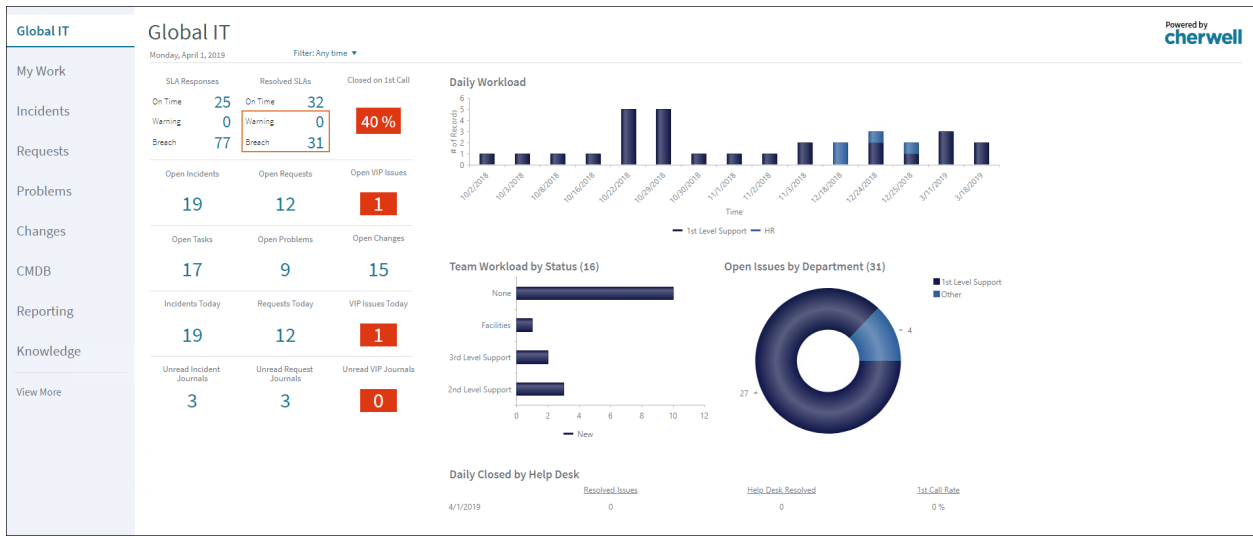 Global IT
My Work
Incidents
Requests
Problems
Changes
CMDB
Reporting
Knowledge
View More
Global IT
Monday, April 1, 2019
Filter: Any time
Powered by
cherwell
SLA Responses
On Time 25
Warning 0
Breach 77
Resolved SLAs
On Time 32
Warning 0
Breach 31
Closed on 1st Call
40 %
Open Incidents
19
Open Requests
12
Open VIP Issues
1
Open Tasks
17
Open Problems
9
Open Changes
15
Incidents Today
19
Requests Today
12
VIP Issues Today
1
Unread Incident
Journals
3
Unread Request
Journals
3
Unread VIP Journals
0
Daily Workload
# of Records
6
5
4
3
2
1
0
10/2/2018
10/3/2018
10/8/2018
10/16/2018
10/22/2018
10/29/2018
10/30/2018
11/1/2018
11/2/2018
11/3/2018
12/18/2018
12/24/2018
12/25/2018
3/11/2019
3/18/2019
Time
1st Level Support HR
Team Workload by Status (16)
None
Facilities
3rd Level Support
2nd Level Support
0 2 4 6 8 10 12
New
Open Issues by Department (31)
1st Level Support
Other
4
27
Daily Closed by Help Desk
Resolved Issues Help Desk Resolved 1st Call Rate
4/1/2019 0 0 0 %